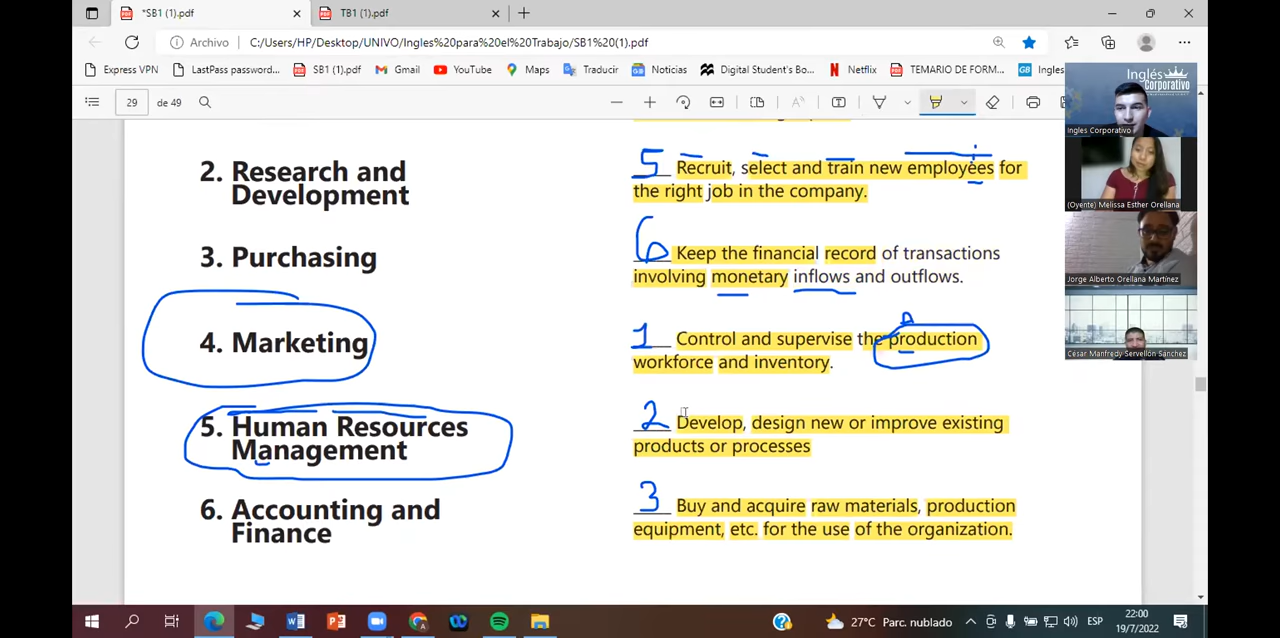 *SB1 (1).pdf
TB1 (1).pdf
Archivo
C:/Users/HP/Desktop/UNIVO/Ingles%20para%20el%20Trabajo/SB1%20(1).pdf
Express VPN
LastPass password...
SB1 (1).pdf
Gmail
YouTube
Maps
Traducir
Noticias
Digital Student's Bo...
Netflix
TEMARIO DE FORM...
Ingles
29
de 49
Inglés
Corporativo
Ingles Corporativo
(Oyente) Melissa Esther Orellana
Jorge Alberto Orellana Martínez
Cesar Manfredy Servellon Sanchez
2. Research and
Development
3. Purchasing
4. Marketing
5. Human Resources
Management
6. Accounting and
Finance
5 Recruit, select and train new employees for
the right job in the company.
6 Keep the financial record of transactions
involving monetary inflows and outflows.
A
1 Control and supervise the production
workforce and inventory.
2 Develop, design new or improve existing
products or processes
3 Buy and acquire raw materials, production
equipment, etc. for the use of the organization.
27°C Parc. nublado
ESP
22:00
19/7/2022